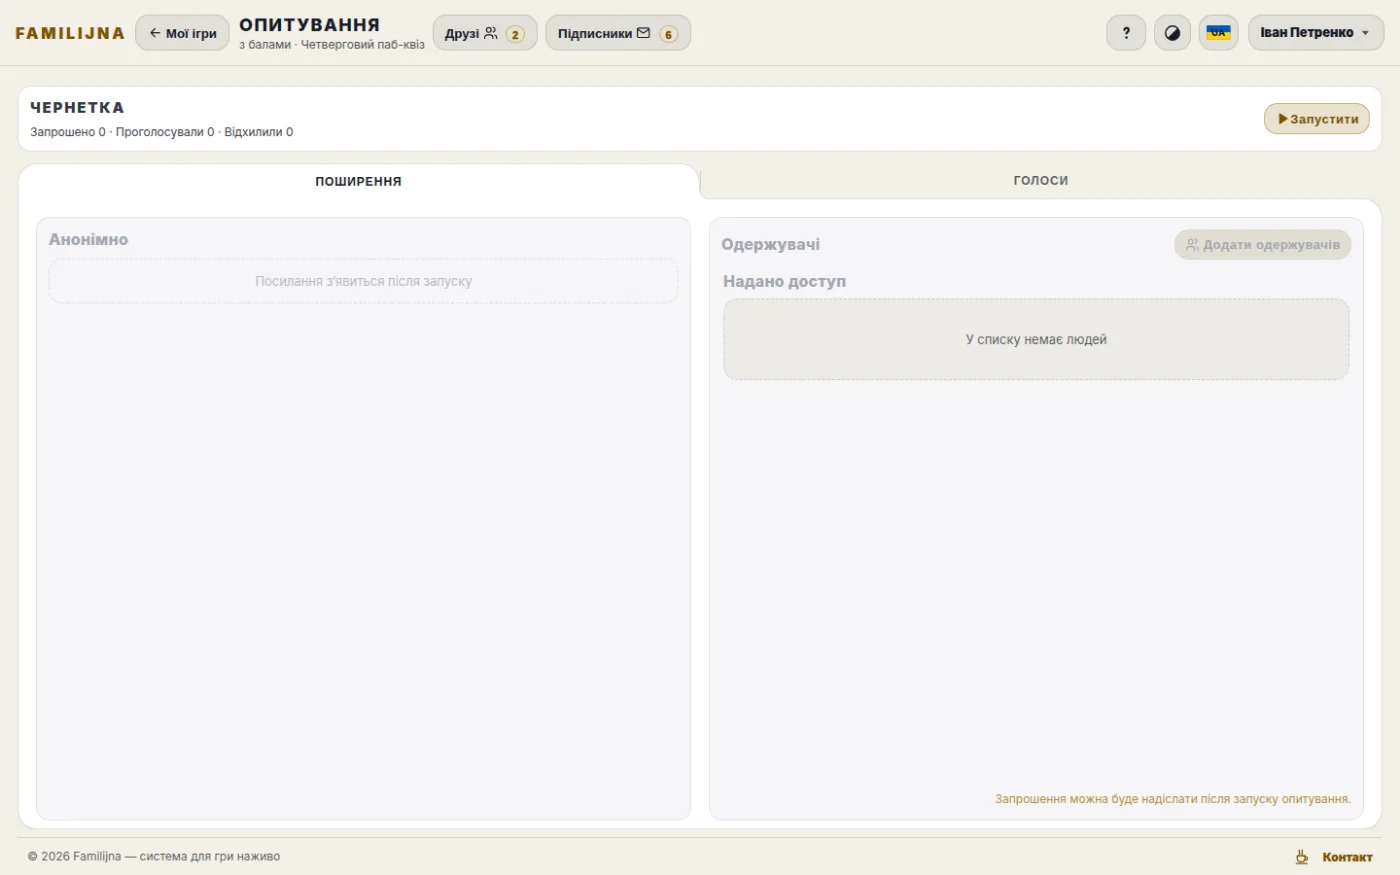 FAMILIJNA
← Мої ігри
ОПИТУВАННЯ
з балами · Четверговий паб-квіз
Друзі 2
Підписники 6
?
UA
Іван Петренко
ЧЕРНЕТКА
Запрошено 0 · Проголосували 0 · Відхилили 0
Запустити
ПОШИРЕННЯ
ГОЛОСИ
Анонімно
Посилання з'явиться після запуску
Одержувачі
Додати одержувачів
Надано доступ
У списку немає людей
Запрошення можна буде надіслати після запуску опитування.
© 2026 Familijna — система для гри наживо
Контакт